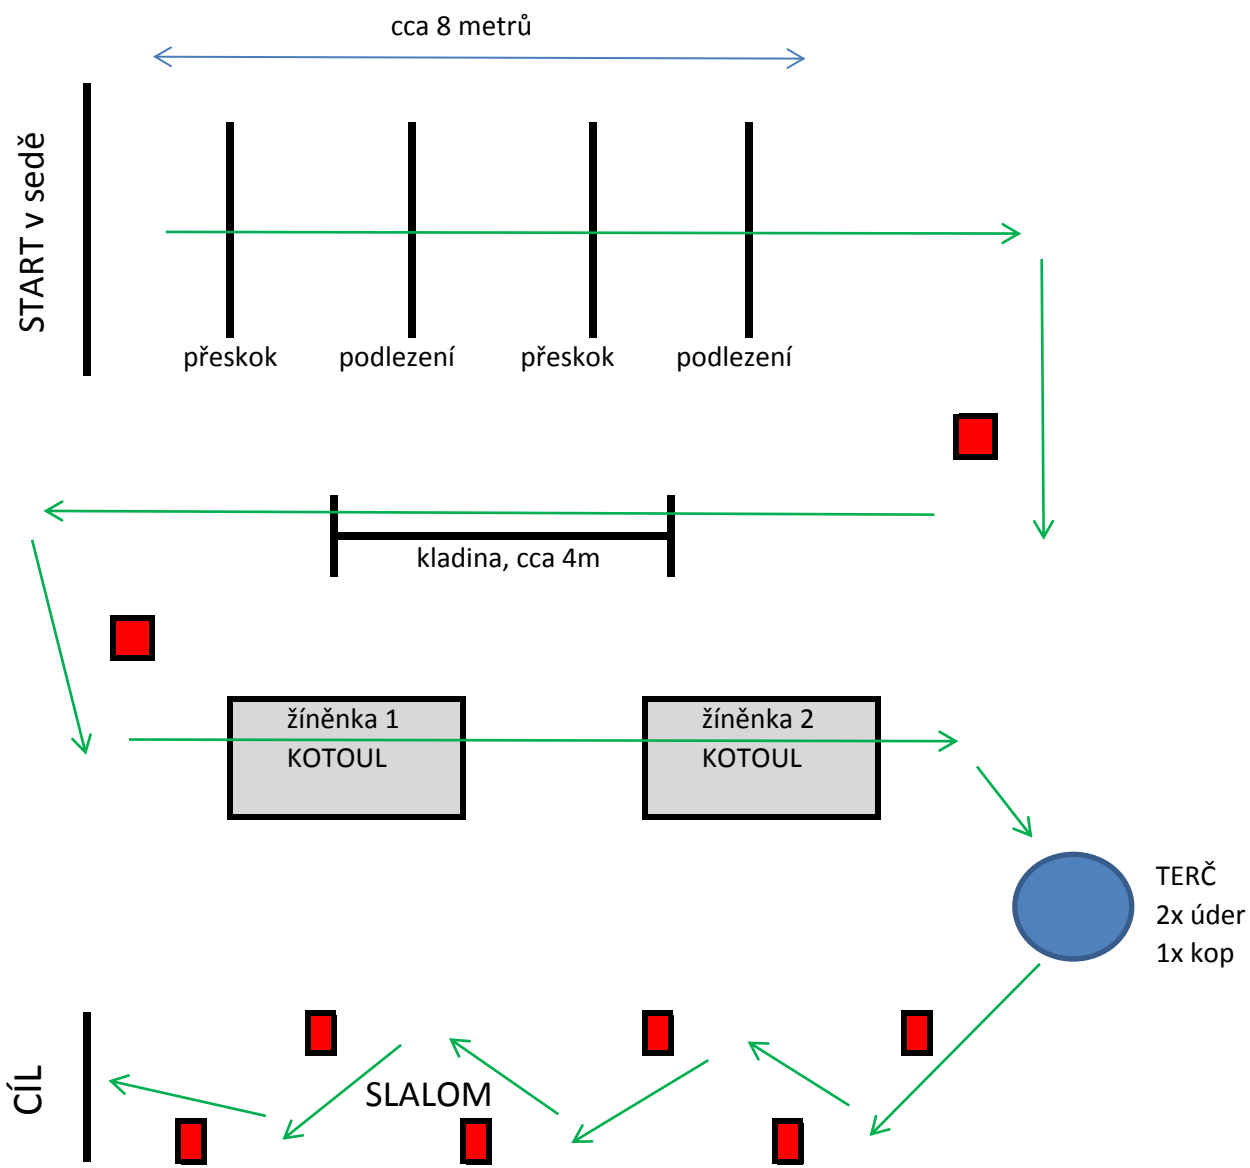 cca 8 metrů
START v sedě
přeskok
podlezení
přeskok
podlezení
kladina, cca 4m
žíněnka 1
KOTOUL
žíněnka 2
KOTOUL
TERČ
2x úder
1x kop
SLALOM
CÍL